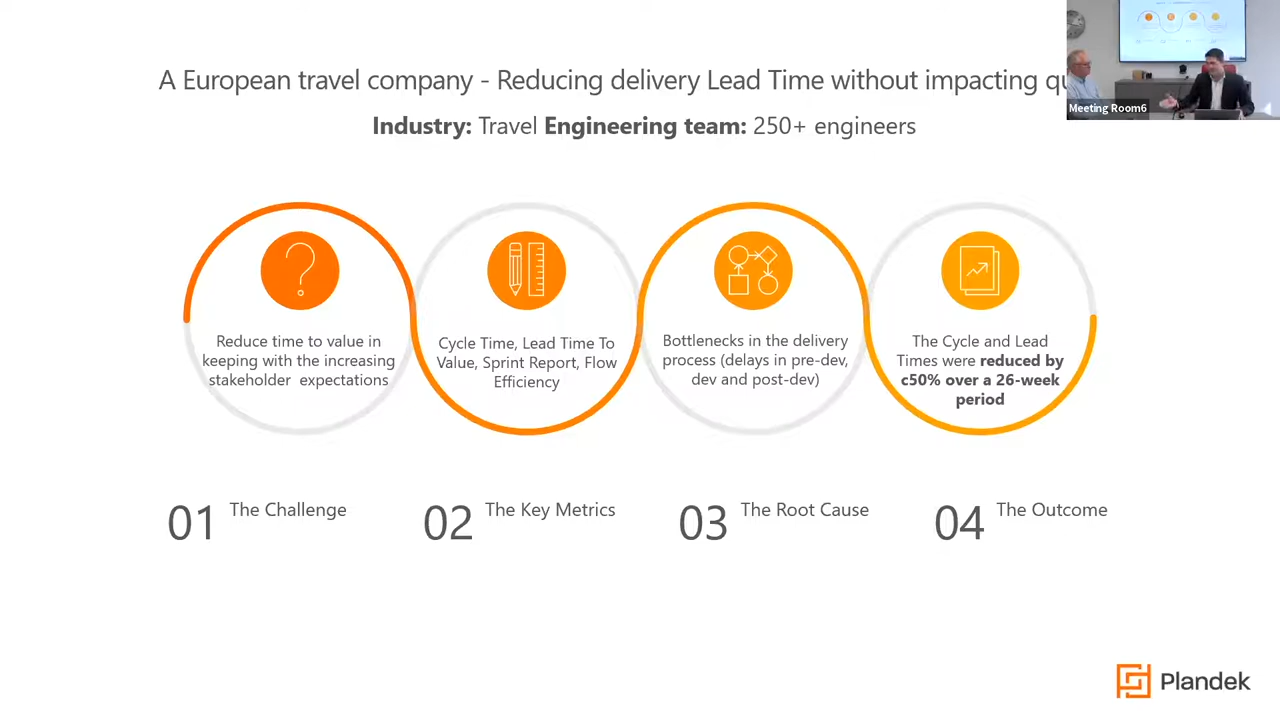 A European travel company - Reducing delivery Lead Time without impacting qu
Meeting Room6
Industry: Travel Engineering team: 250+ engineers
Reduce time to value in
keeping with the increasing
stakeholder expectations
Cycle Time, Lead Time To
Value, Sprint Report, Flow
Efficiency
Bottlenecks in the delivery
process (delays in pre-dev,
dev and post-dev)
The Cycle and Lead
Times were reduced by
c50% over a 26-week
period
01 The Challenge
02 The Key Metrics
03 The Root Cause
04 The Outcome
Plandek